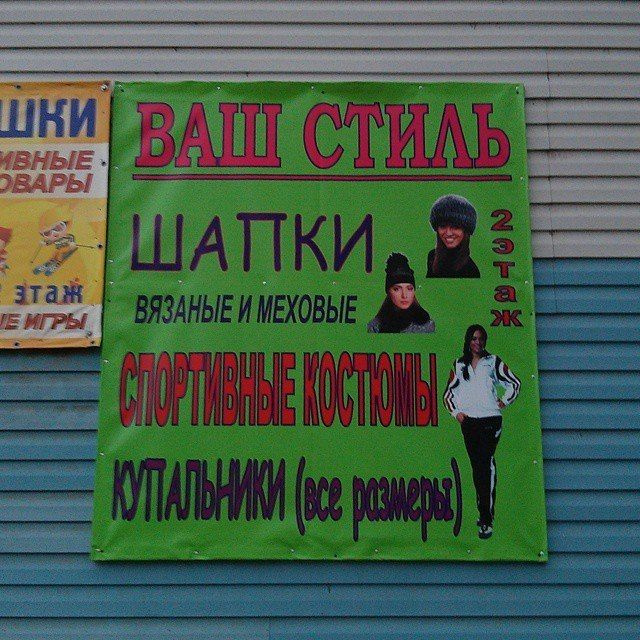 ВАШ СТИЛЬ
ШАПКИ
2 этаж
ВЯЗАНЫЕ И МЕХОВЫЕ
СПОРТИВНЫЕ КОСТЮМЫ
КУПАЛЬНИКИ (все размеры)
ШКИ
ИВНЫЕ
ОВАРЫ
этаж
ЫЕ ИГРЫ